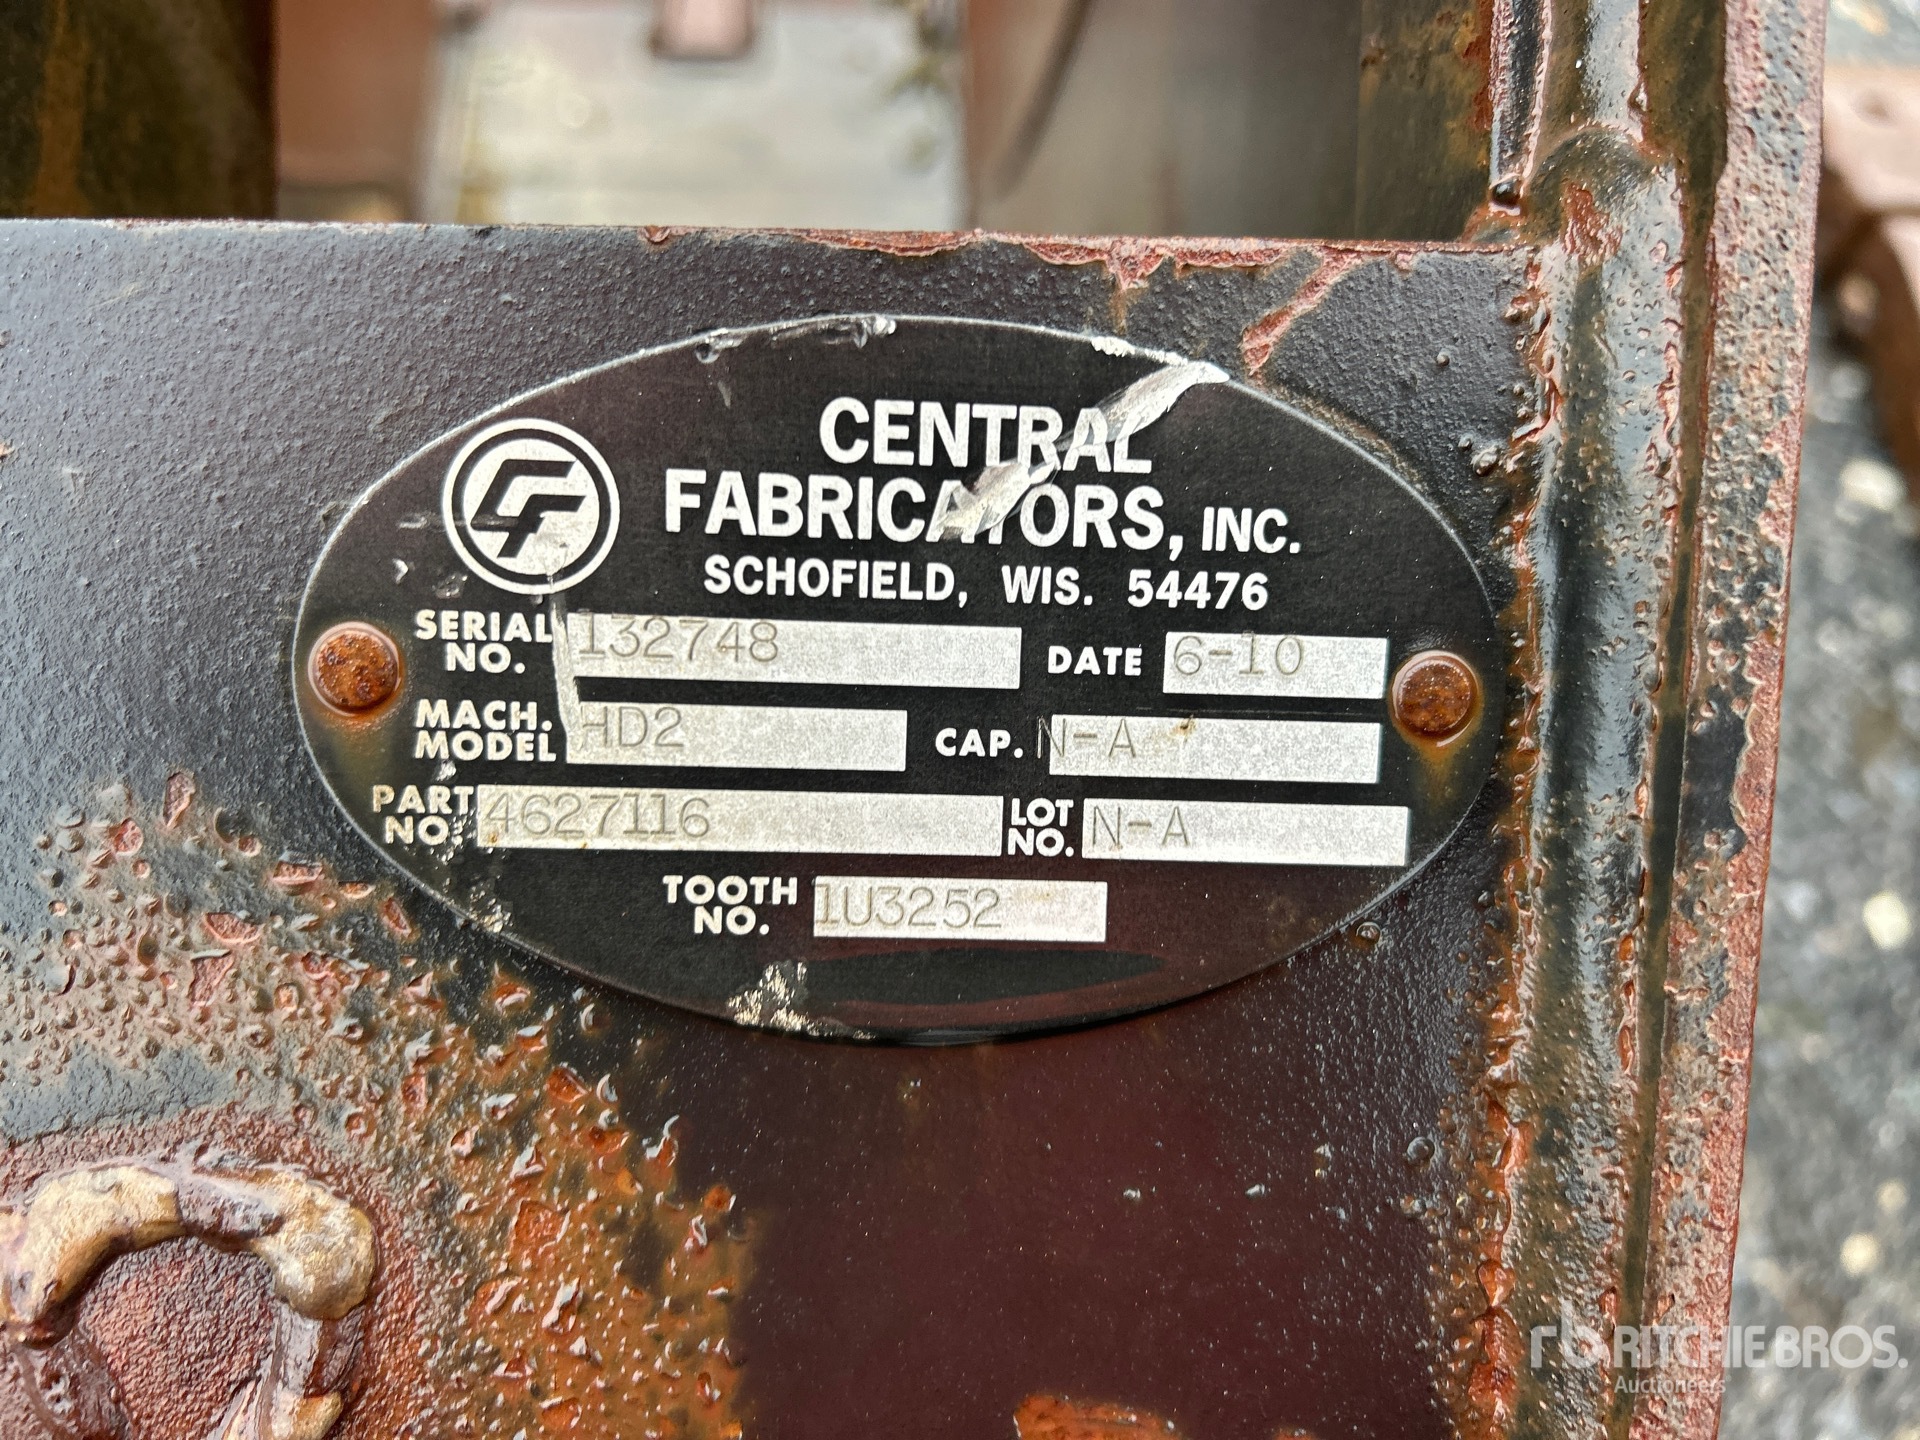 CENTRAL
FABRICATORS, INC.
SCHOFIELD, WIS. 54476
SERIAL NO. 132748 DATE 6-10
MACH. MODEL HD2 CAP. N-A
PART NO. 4627116 LOT NO. N-A
TOOTH NO. 1U3252
rb RITCHIE BROS.
Auctioneers